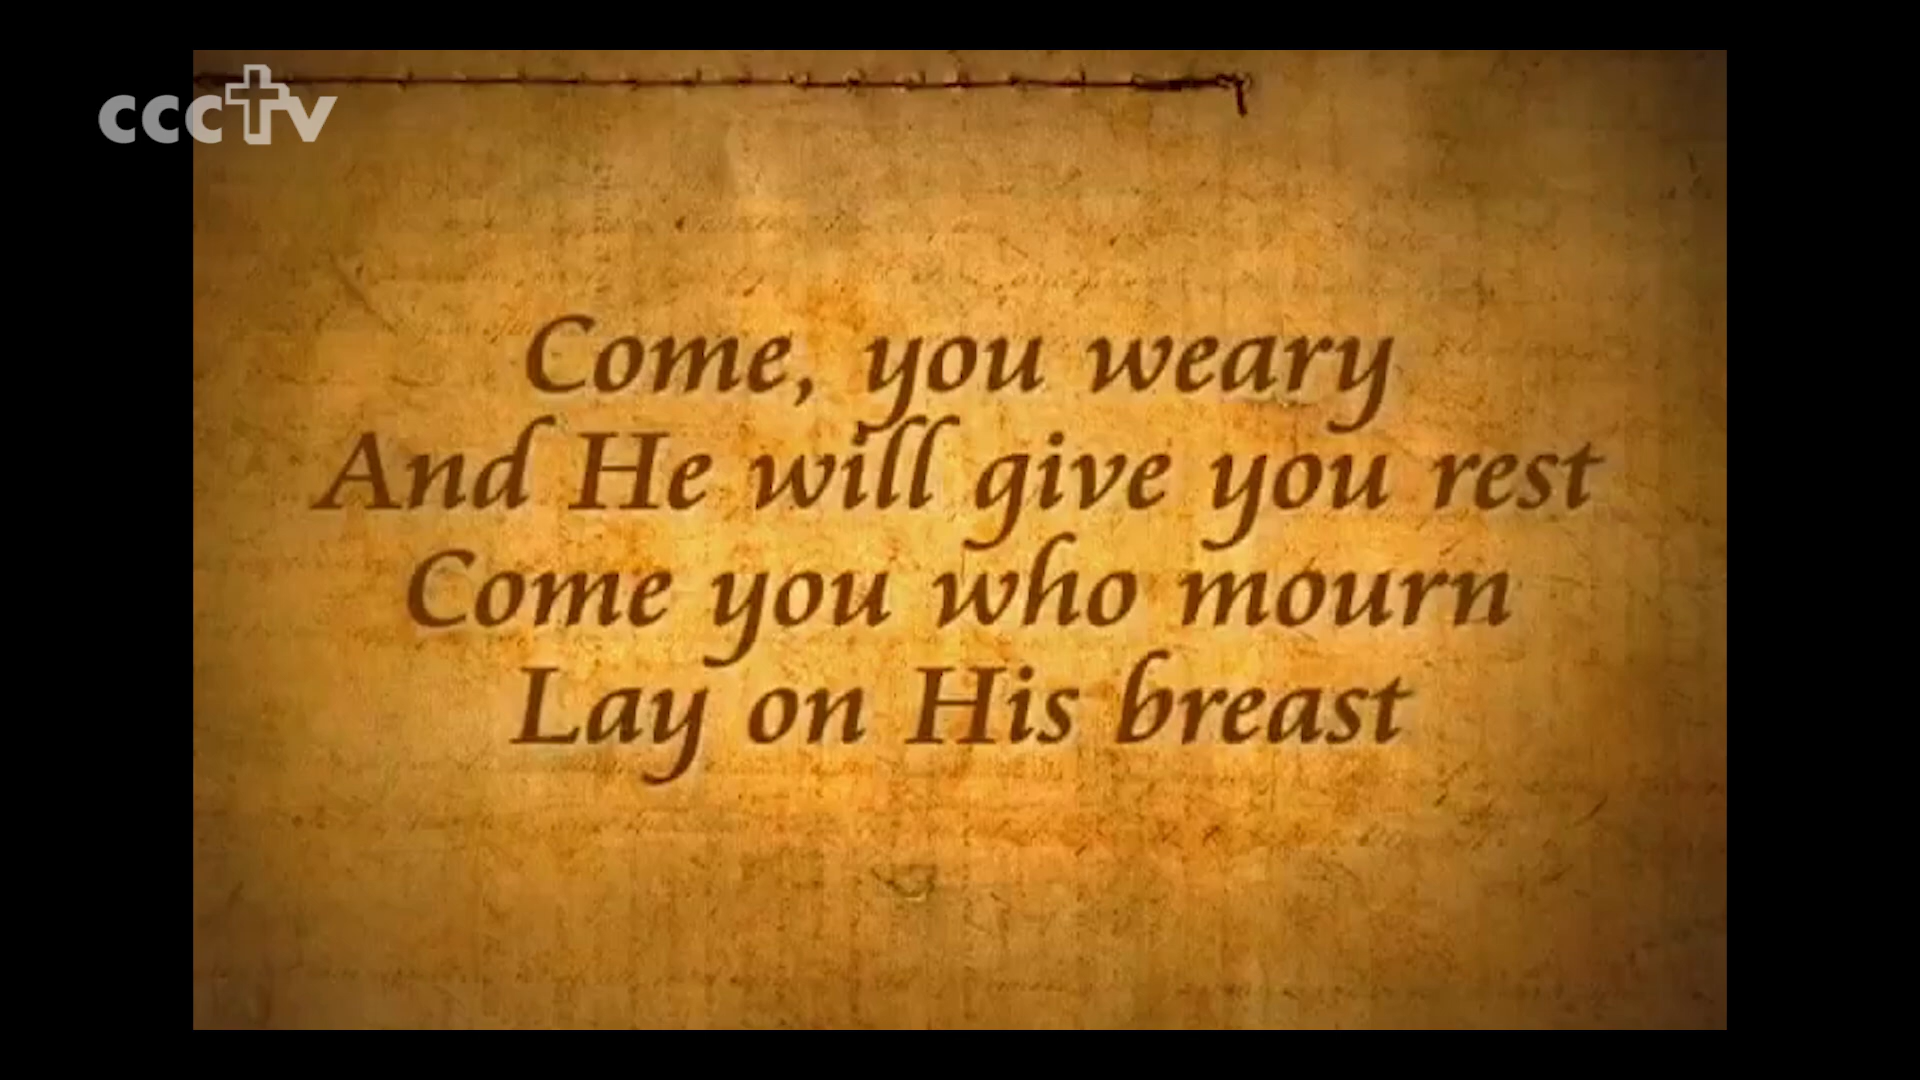 cccTv
Come, you weary
And He will give you rest
Come you who mourn
Lay on His breast